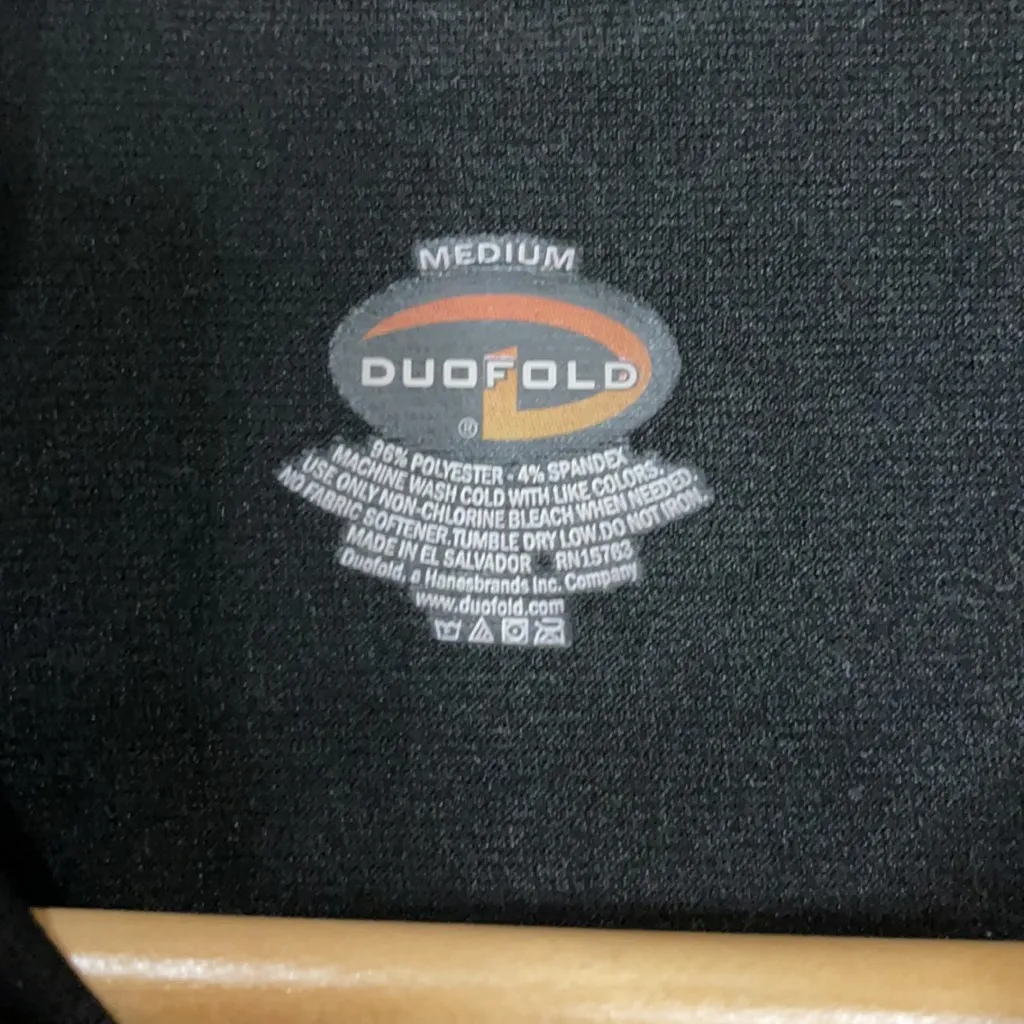 MEDIUM
DUOFOLD
®
96% POLYESTER - 4% SPANDEX
MACHINE WASH COLD WITH LIKE COLORS.
USE ONLY NON-CHLORINE BLEACH WHEN NEEDED.
NO FABRIC SOFTENER. TUMBLE DRY LOW. DO NOT IRON.
MADE IN EL SALVADOR RN15763
Duofold, a Hanesbrands Inc. Company
www.duofold.com